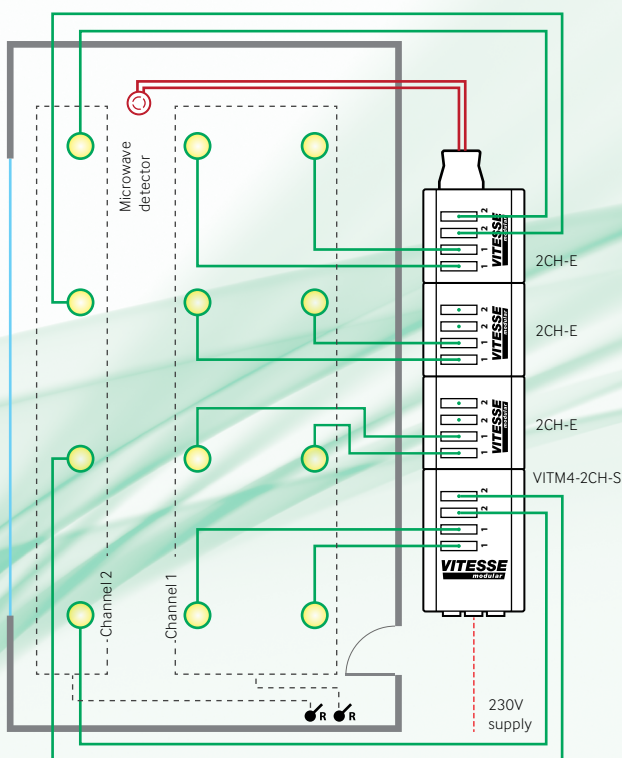 Microwave
detector
2
2
1
1
VITESSE
modular
2CH-E
2
2
1
1
VITESSE
modular
2CH-E
2
2
1
1
VITESSE
modular
2CH-E
VITM4-2CH-S
2
2
1
1
VITESSE
modular
Channel 2
Channel 1
R
R
230V
supply